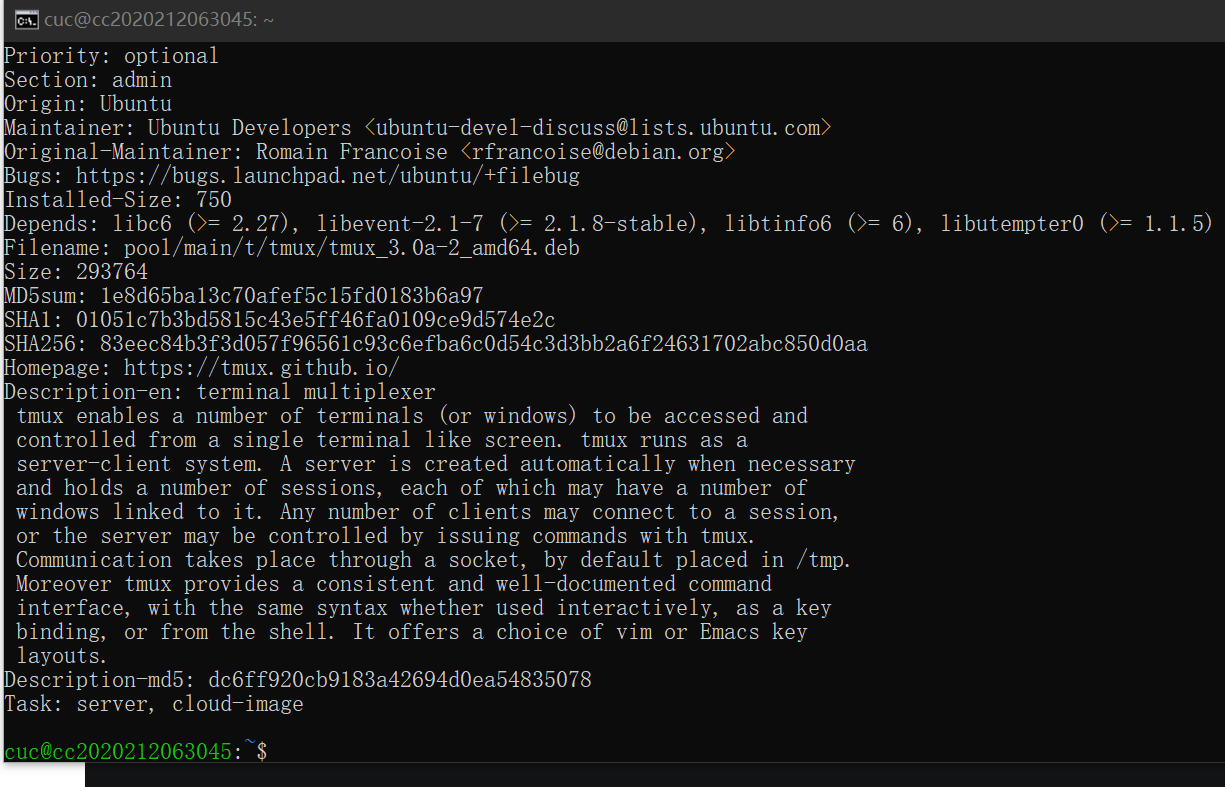 cuc@cc2020212063045: ~
Priority: optional
Section: admin
Origin: Ubuntu
Maintainer: Ubuntu Developers <ubuntu-devel-discuss@lists.ubuntu.com>
Original-Maintainer: Romain Francoise <rfrancoise@debian.org>
Bugs: https://bugs.launchpad.net/ubuntu/+filebug
Installed-Size: 750
Depends: libc6 (>= 2.27), libevent-2.1-7 (>= 2.1.8-stable), libtinfo6 (>= 6), libutempter0 (>= 1.1.5)
Filename: pool/main/t/tmux/tmux_3.0a-2_amd64.deb
Size: 293764
MD5sum: 1e8d65ba13c70afef5c15fd0183b6a97
SHA1: 01051c7b3bd5815c43e5ff46fa0109ce9d574e2c
SHA256: 83eec84b3f3d057f96561c93c6efba6c0d54c3d3bb2a6f24631702abc850d0aa
Homepage: https://tmux.github.io/
Description-en: terminal multiplexer
 tmux enables a number of terminals (or windows) to be accessed and
 controlled from a single terminal like screen. tmux runs as a
 server-client system. A server is created automatically when necessary
 and holds a number of sessions, each of which may have a number of
 windows linked to it. Any number of clients may connect to a session,
 or the server may be controlled by issuing commands with tmux.
 Communication takes place through a socket, by default placed in /tmp.
 Moreover tmux provides a consistent and well-documented command
 interface, with the same syntax whether used interactively, as a key
 binding, or from the shell. It offers a choice of vim or Emacs key
 layouts.
Description-md5: dc6ff920cb9183a42694d0ea54835078
Task: server, cloud-image
cuc@cc2020212063045:~$